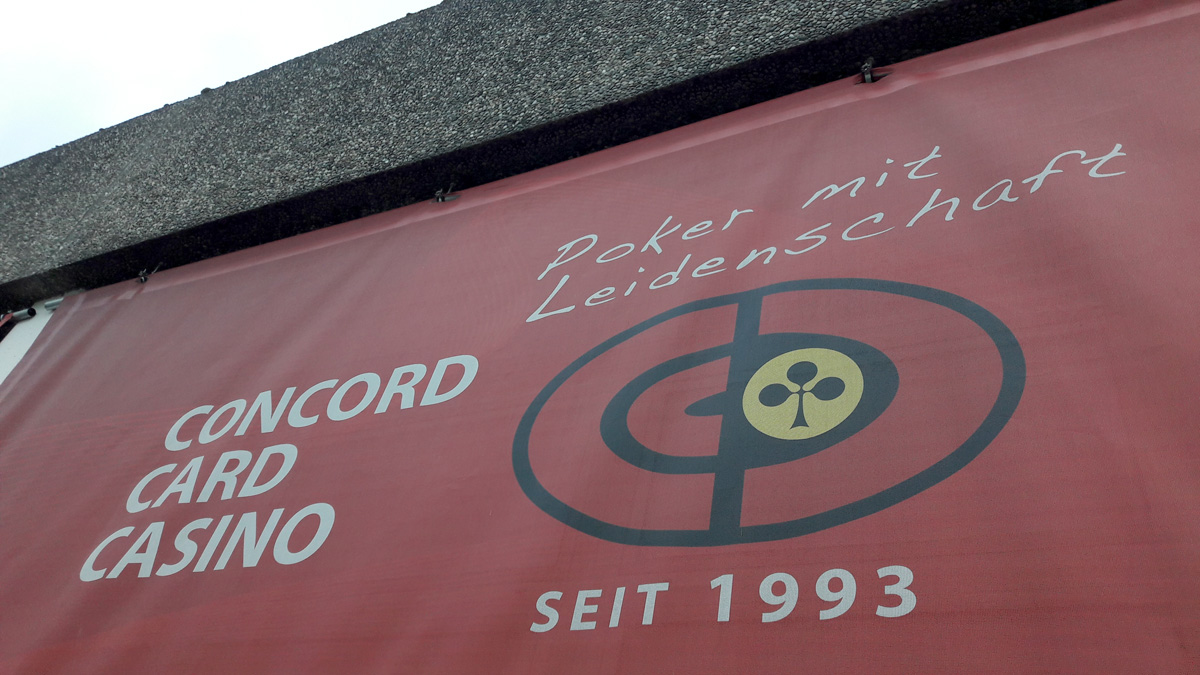 Poker mit
Leidenschaft
CONCORD
CARD
CASINO
SEIT 1993